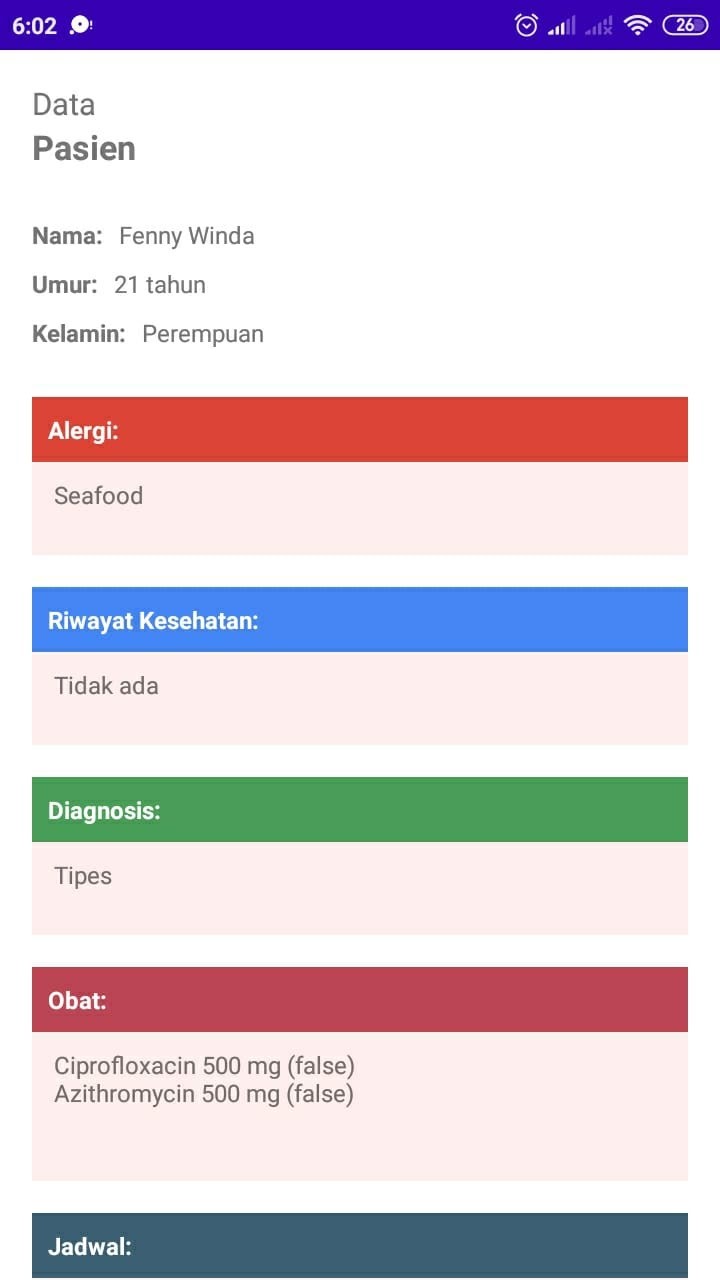 6:02
26
Data
Pasien
Nama: Fenny Winda
Umur: 21 tahun
Kelamin: Perempuan
Alergi:
Seafood
Riwayat Kesehatan:
Tidak ada
Diagnosis:
Tipes
Obat:
Ciprofloxacin 500 mg (false)
Azithromycin 500 mg (false)
Jadwal: